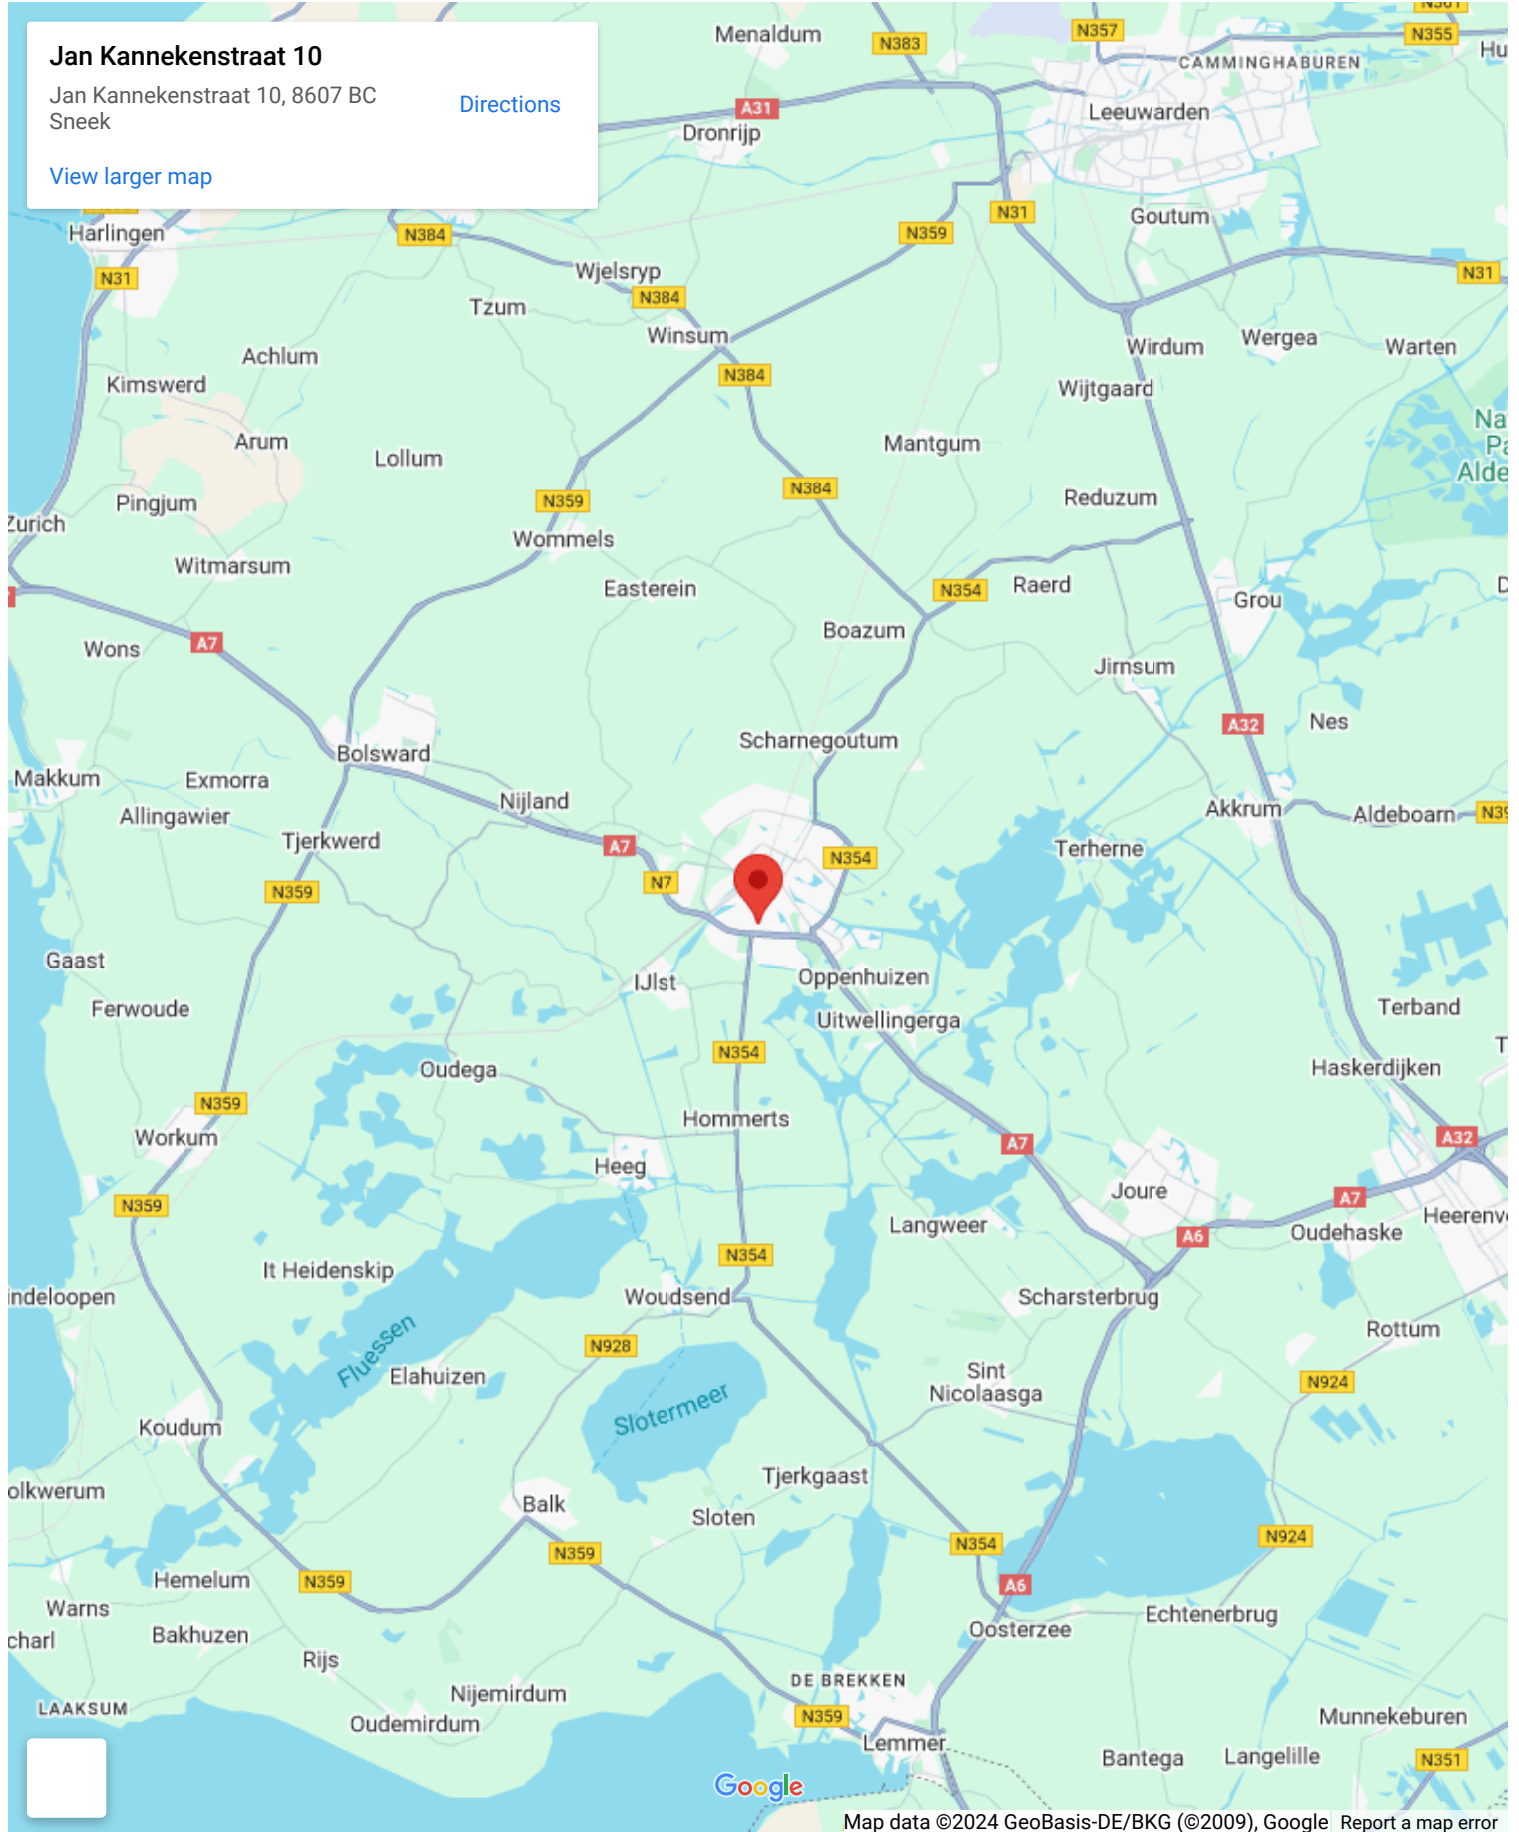 Jan Kannekenstraat 10
Jan Kannekenstraat 10, 8607 BC
Sneek
Directions
View larger map
Menaldum
N383
N357
N355
CAMMINGHABUREN
A31
Leeuwarden
Dronrijp
N31
Goutum
Harlingen
N384
N359
N31
Wjelsryp
N31
Tzum
N384
Winsum
Wirdum
Wergea
Warten
Achlum
Kimswerd
N384
Wijtgaard
Arum
Lollum
Mantgum
N384
Reduzum
Pingjum
N359
Zurich
Wommels
Witmarsum
Easterein
N354
Raerd
Grou
Boazum
Wons
A7
Jirnsum
A32
Nes
Scharnegoutum
Bolsward
Makkum
Exmorra
Nijland
Allingawier
Akkrum
Aldeboarn
Tjerkwerd
A7
N354
Terherne
N7
N359
Gaast
IJlst
Oppenhuizen
Ferwoude
Uitwellingerga
Terband
N354
Oudega
Haskerdijken
N359
Hommerts
Workum
A7
A32
Heeg
Joure
A7
N359
Langweer
Heerenv
A6
Oudehaske
N354
It Heidenskip
indeloopen
Woudsend
Scharsterbrug
Fluessen
N928
Rottum
Elahuizen
Sint
Nicolaasga
N924
Slotermeer
Koudum
Tjerkgaast
olkwerum
Balk
Sloten
N354
N924
N359
Hemelum
N359
A6
Warns
Echtenerbrug
Bakhuzen
Oosterzee
charl
Rijs
DE BREKKEN
Nijemirdum
LAAKSUM
Oudemirdum
N359
Munnekeburen
Lemmer
Bantega
Langelille
N351
Google
Map data ©2024 GeoBasis-DE/BKG (©2009), Google
Report a map error